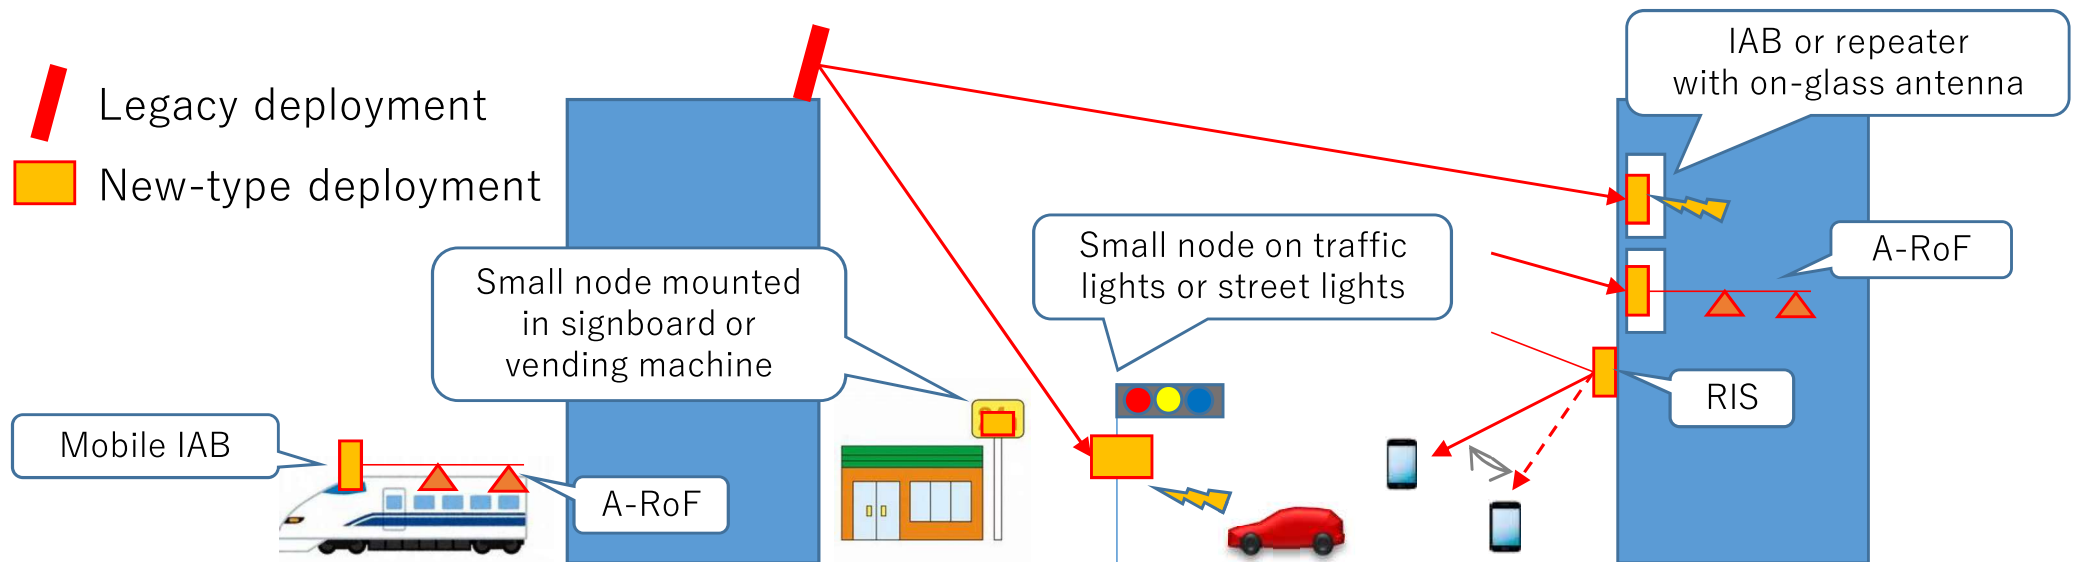 Legacy deployment
New-type deployment
IAB or repeater
with on-glass antenna
Small node on traffic
lights or street lights
A-RoF
Small node mounted
in signboard or
vending machine
RIS
Mobile IAB
A-RoF